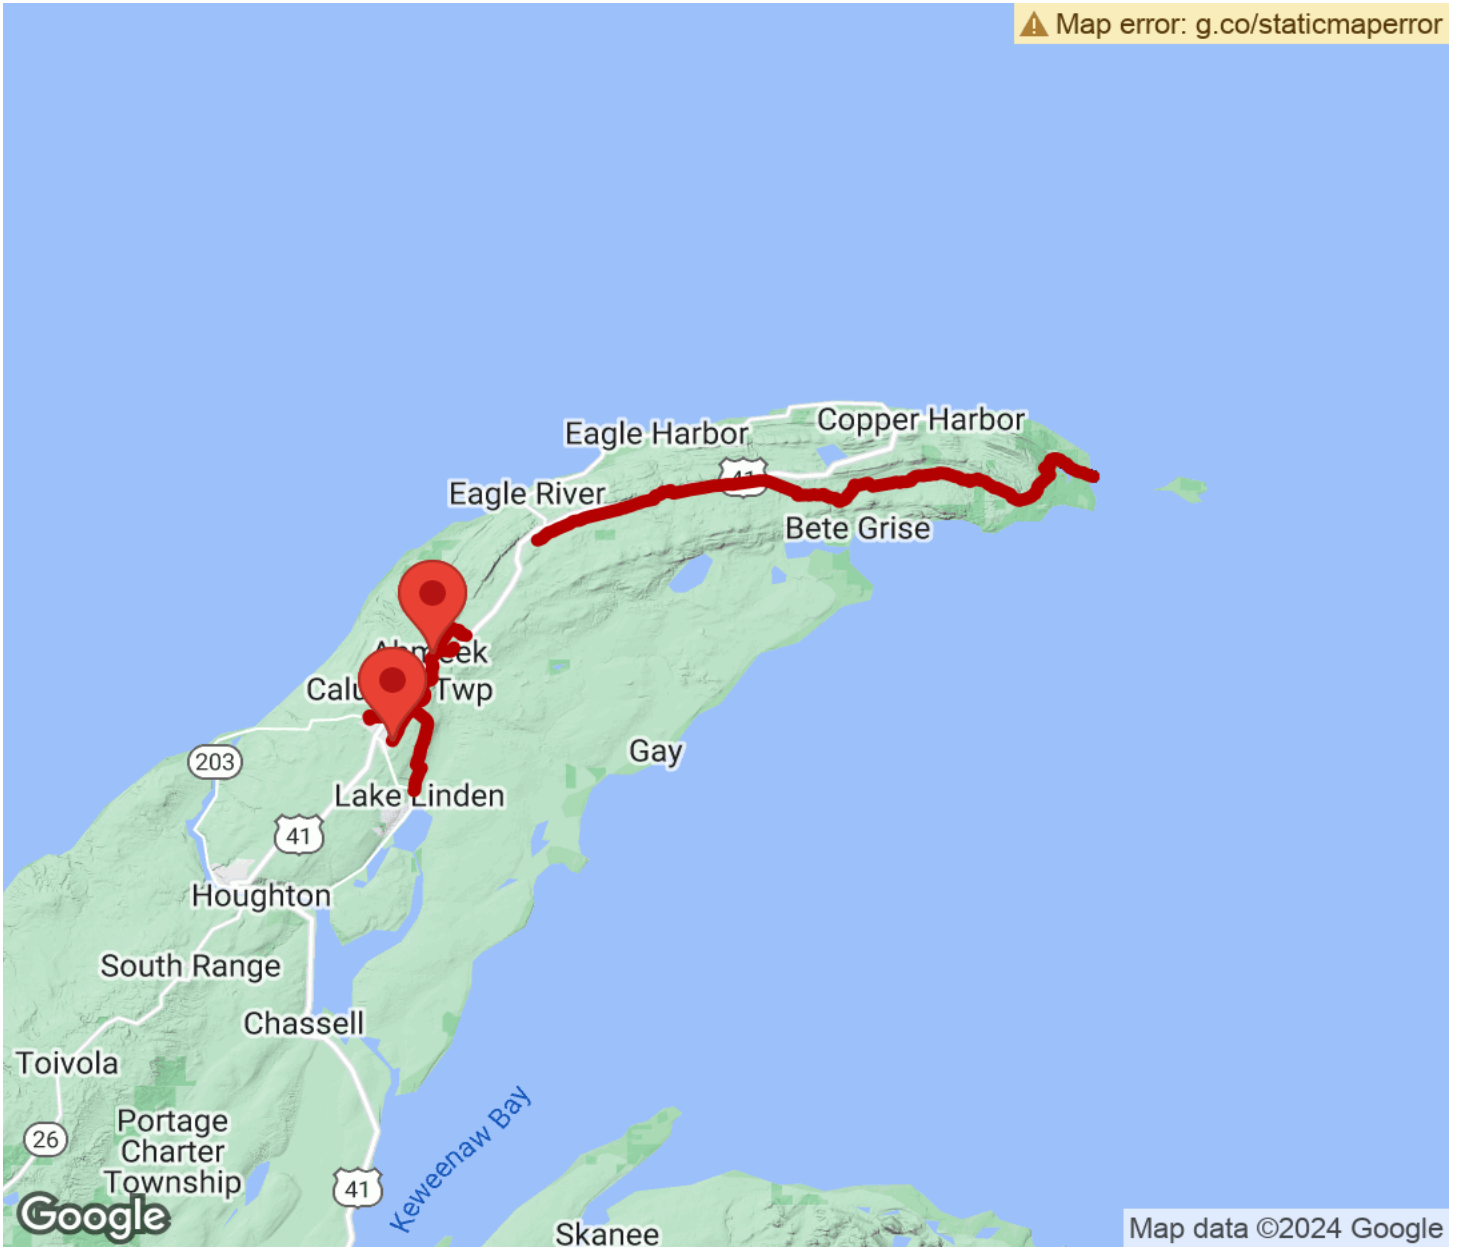 Map error: g.co/staticmaperror
Copper Harbor
Eagle Harbor
41
Eagle River
Bete Grise
Ahmeek
Twp
Gay
203
Lake Linden
41
Houghton
South Range
Chassell
Toivola
Portage
Charter
Township
26
41
Keweenaw Bay
Skanee
Google
Map data ©2024 Google